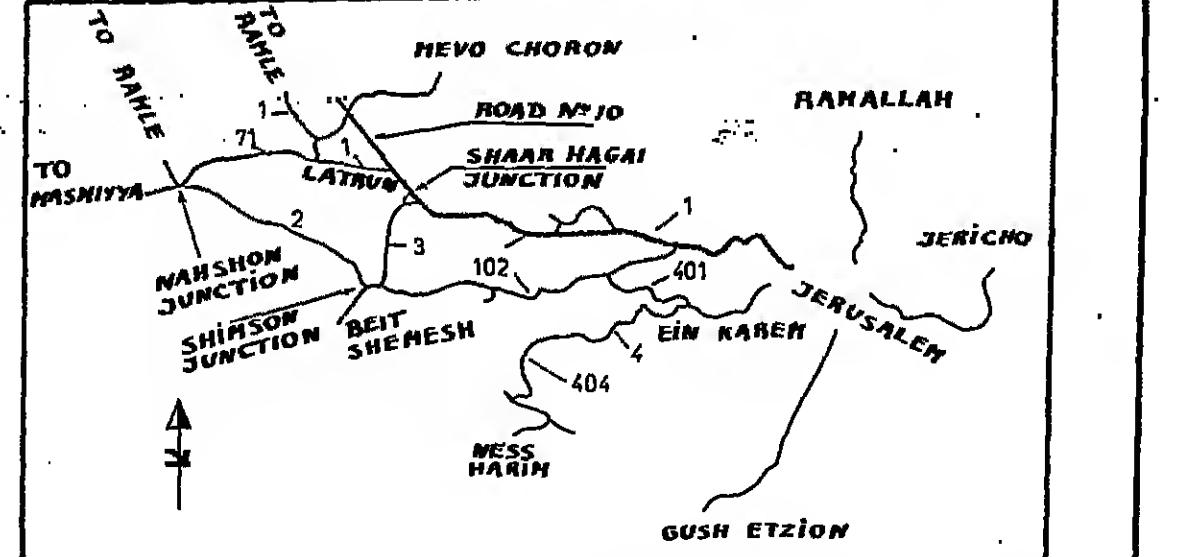 TO
RAMLE
TO
RAMLE
MEVO CHORON
1
ROAD Nº 10
RAMALLAH
71
1
SHAAR HAGAI
JUNCTION
TO
LATRUN
1
2
3
JERICHO
102
401
NAHSHON
JUNCTION
SHIMSON
JUNCTION
BEIT
SHEMESH
EIN KAREM
JERUSALEM
4
404
N
NESS
HARIM
GUSH ETZION